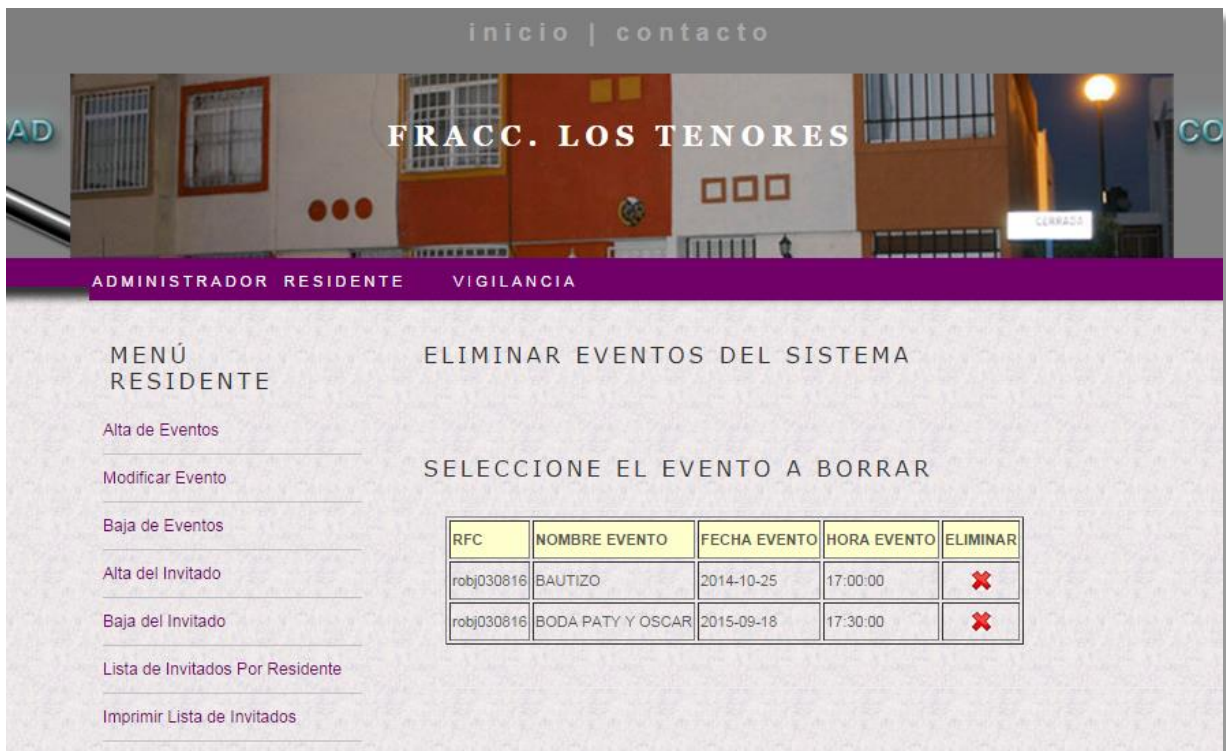 inicio | contacto
AD
FRACC. LOS TENORES
CO
CERRADA
ADMINISTRADOR RESIDENTE VIGILANCIA
MENÚ
RESIDENTE
Alta de Eventos
Modificar Evento
Baja de Eventos
Alta del Invitado
Baja del Invitado
Lista de Invitados Por Residente
Imprimir Lista de Invitados
ELIMINAR EVENTOS DEL SISTEMA
SELECCIONE EL EVENTO A BORRAR
RFC NOMBRE EVENTO FECHA EVENTO HORA EVENTO ELIMINAR
robj030816 BAUTIZO 2014-10-25 17:00:00
robj030816 BODA PATY Y OSCAR 2015-09-18 17:30:00